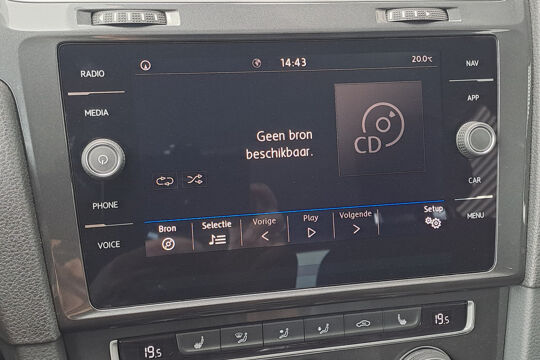 RADIO
14:43
20.0°C
NAV
MEDIA
APP
Geen bron
beschikbaar.
CD
PHONE
CAR
VOICE
MENU
Bron
Selectie
Vorige
Play
Volgende
Setup
19.5
19.5